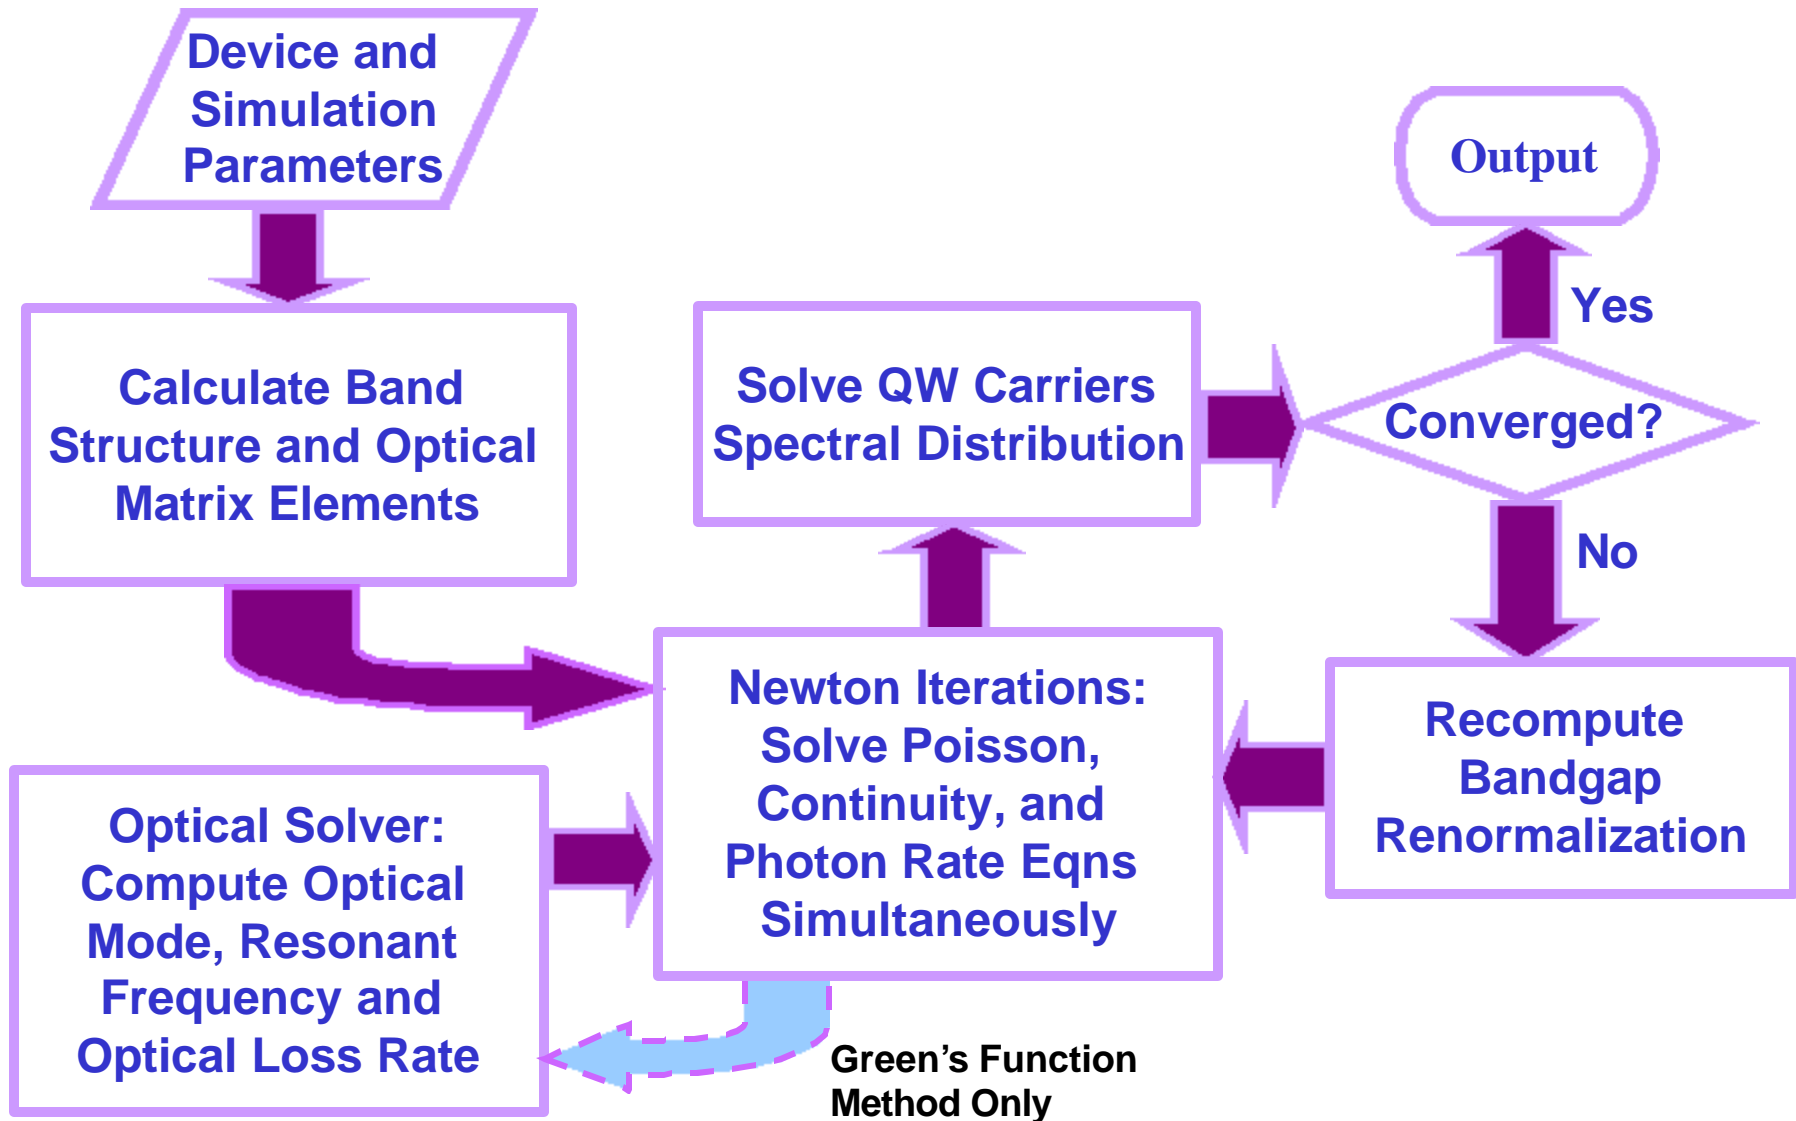 Device and
Simulation
Parameters
Output
Yes
Calculate Band
Structure and Optical
Matrix Elements
Solve QW Carriers
Spectral Distribution
Converged?
No
Newton Iterations:
Solve Poisson,
Continuity, and
Photon Rate Eqns
Simultaneously
Recompute
Bandgap
Renormalization
Optical Solver:
Compute Optical
Mode, Resonant
Frequency and
Optical Loss Rate
Green’s Function
Method Only